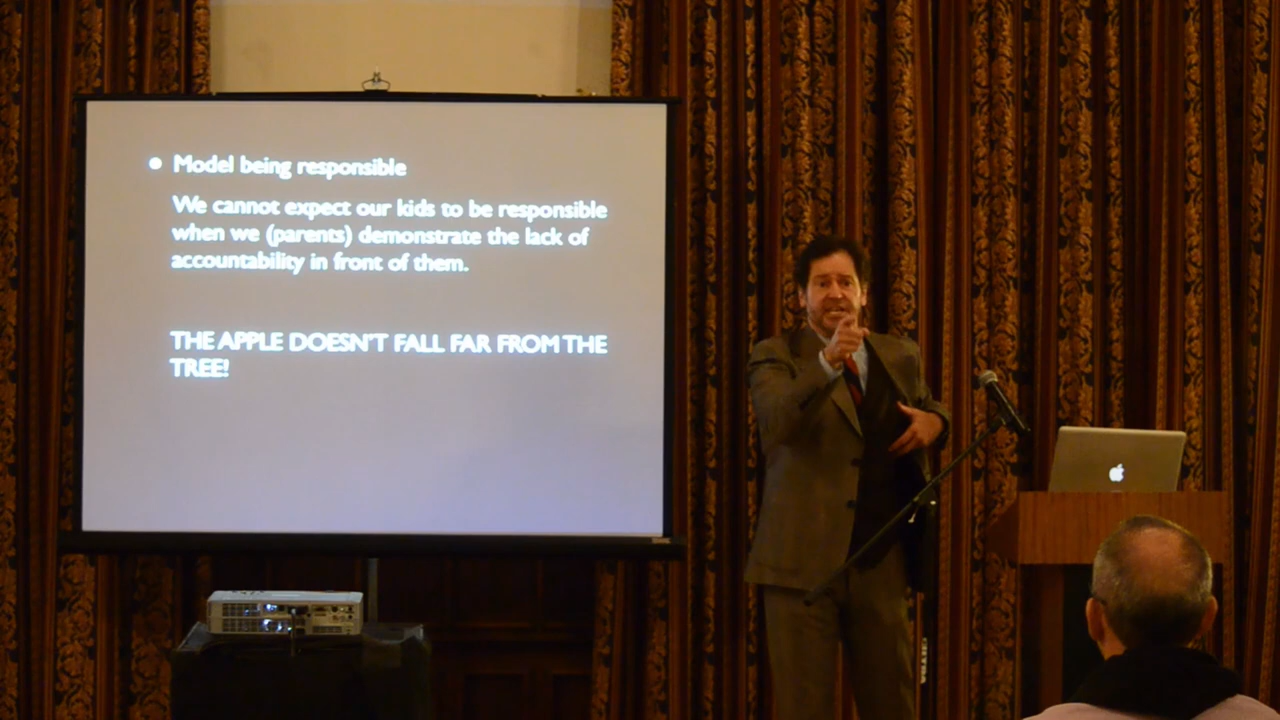 Model being responsible
We cannot expect our kids to be responsible
when we (parents) demonstrate the lack of
accountability in front of them.
THE APPLE DOESN'T FALL FAR FROM THE
TREE!